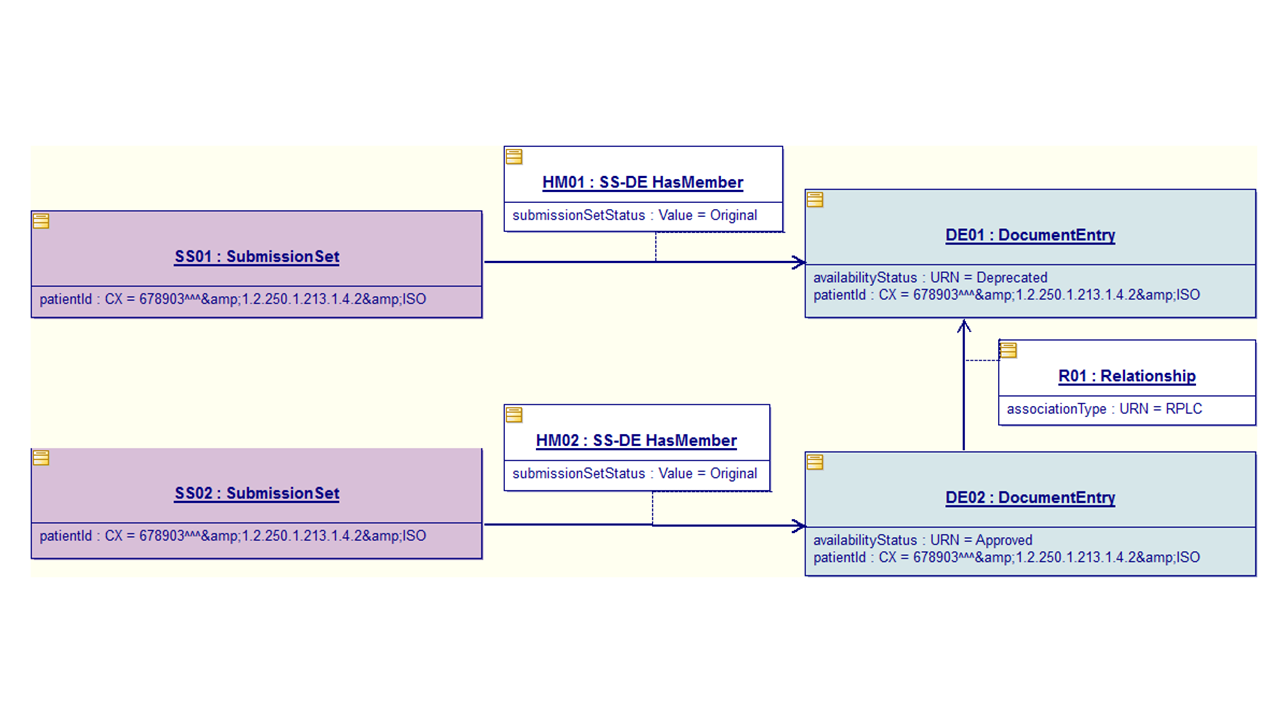 HM01 : SS-DE HasMember
submissionSetStatus : Value = Original
SS01 : SubmissionSet
patientId : CX = 678903^^^&amp;1.2.250.1.213.1.4.2&amp;ISO
DE01 : DocumentEntry
availabilityStatus : URN = Deprecated
patientId : CX = 678903^^^&amp;1.2.250.1.213.1.4.2&amp;ISO
R01 : Relationship
associationType : URN = RPLC
HM02 : SS-DE HasMember
submissionSetStatus : Value = Original
SS02 : SubmissionSet
patientId : CX = 678903^^^&amp;1.2.250.1.213.1.4.2&amp;ISO
DE02 : DocumentEntry
availabilityStatus : URN = Approved
patientId : CX = 678903^^^&amp;1.2.250.1.213.1.4.2&amp;ISO